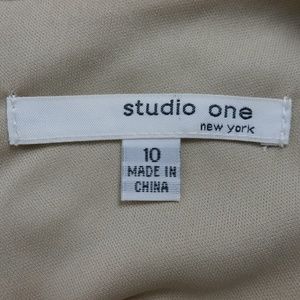 studio one
new york
10
MADE IN
CHINA